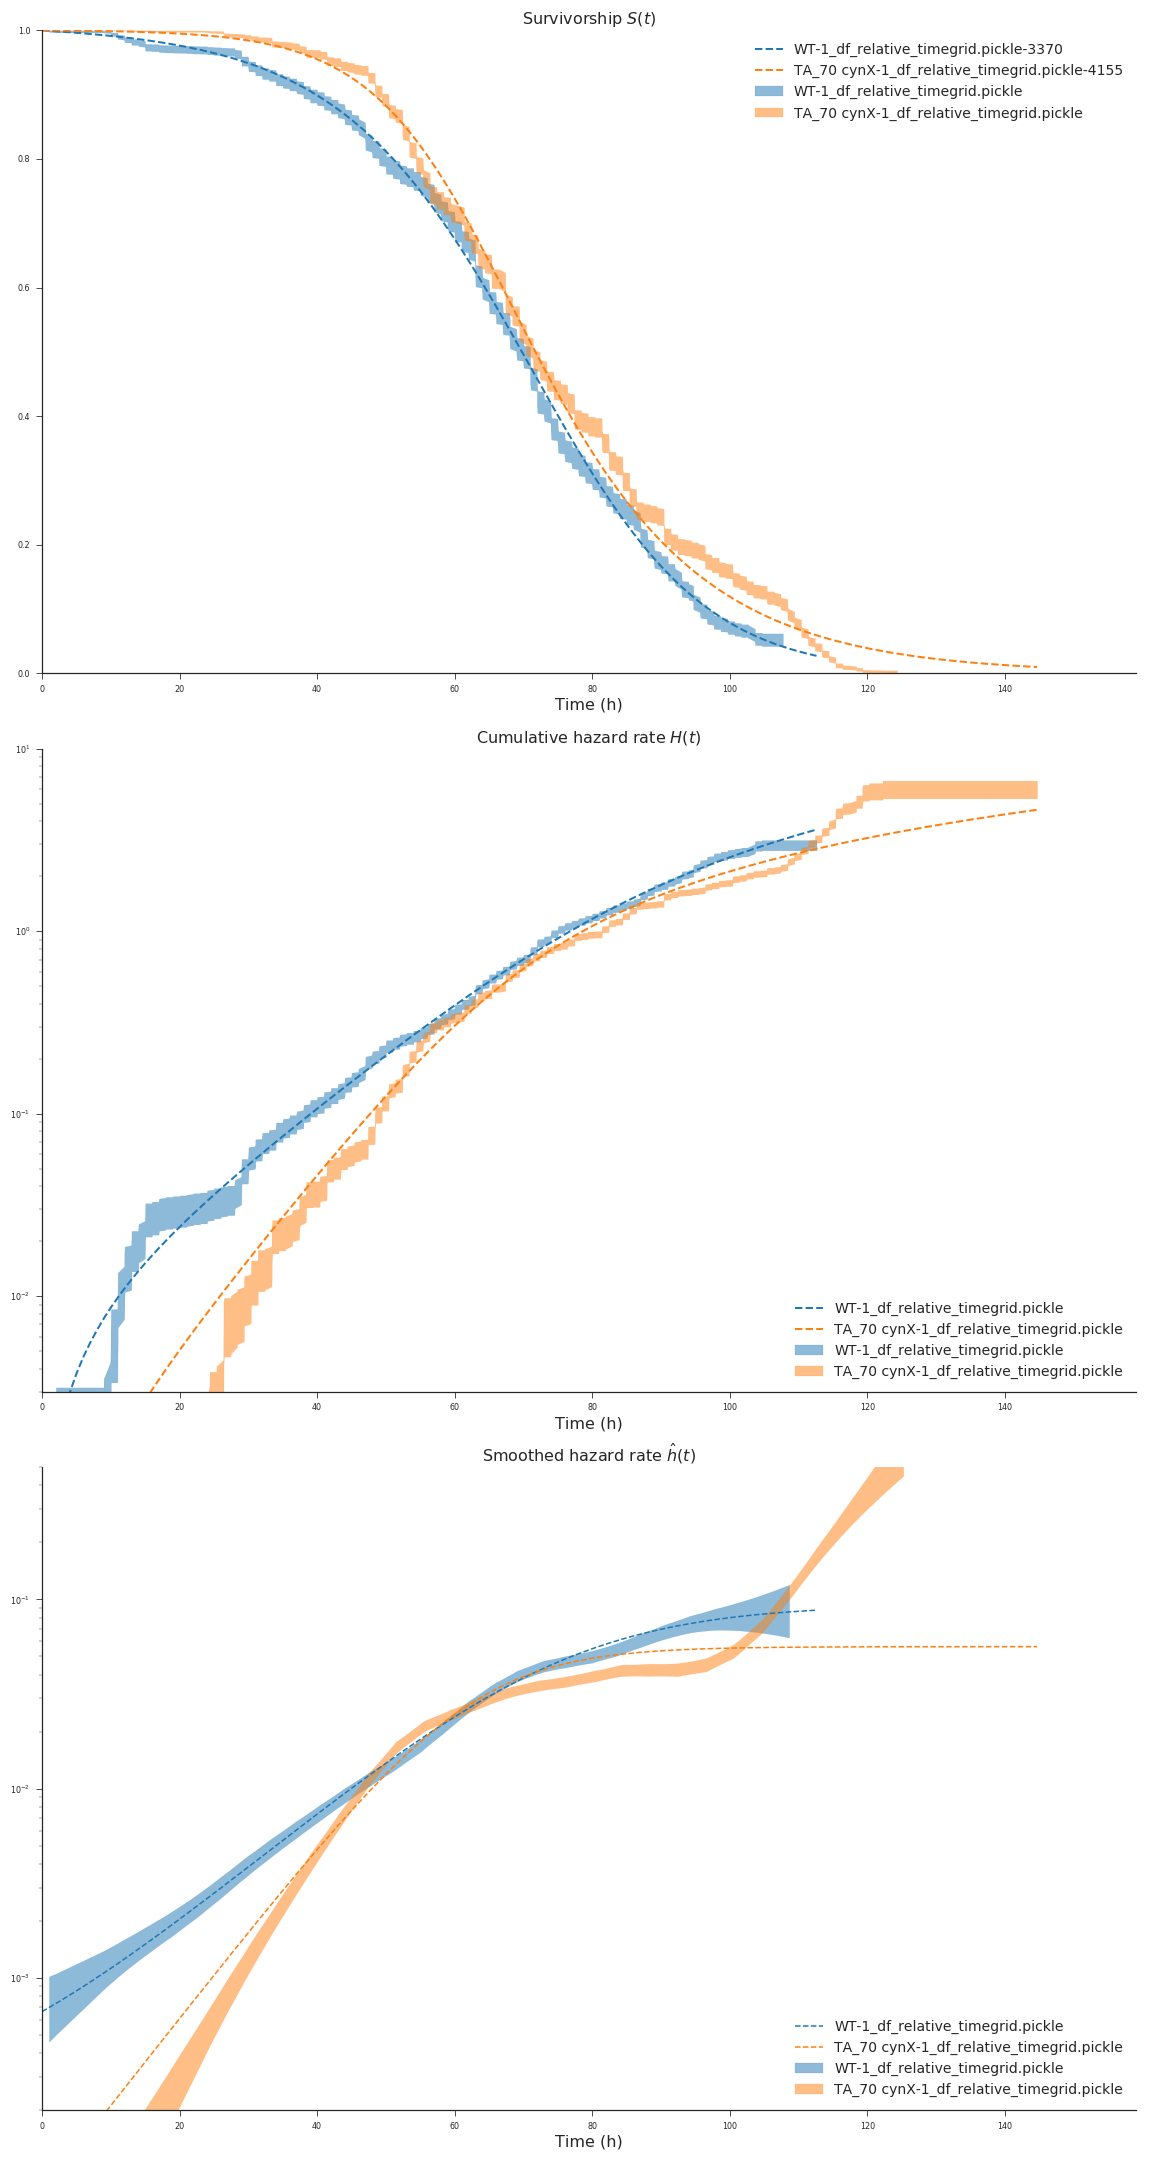 Survivorship S(t)
1.0
0.8
0.6
0.4
0.2
0.0
WT-1_df_relative_timegrid.pickle-3370
TA_70 cynX-1_df_relative_timegrid.pickle-4155
WT-1_df_relative_timegrid.pickle
TA_70 cynX-1_df_relative_timegrid.pickle
0 20 40 60 80 100 120 140
Time (h)
Cumulative hazard rate H(t)
10¹
10⁰
10⁻¹
10⁻²
WT-1_df_relative_timegrid.pickle
TA_70 cynX-1_df_relative_timegrid.pickle
WT-1_df_relative_timegrid.pickle
TA_70 cynX-1_df_relative_timegrid.pickle
0 20 40 60 80 100 120 140
Time (h)
Smoothed hazard rate ĥ(t)
10⁻¹
10⁻²
10⁻³
WT-1_df_relative_timegrid.pickle
TA_70 cynX-1_df_relative_timegrid.pickle
WT-1_df_relative_timegrid.pickle
TA_70 cynX-1_df_relative_timegrid.pickle
0 20 40 60 80 100 120 140
Time (h)